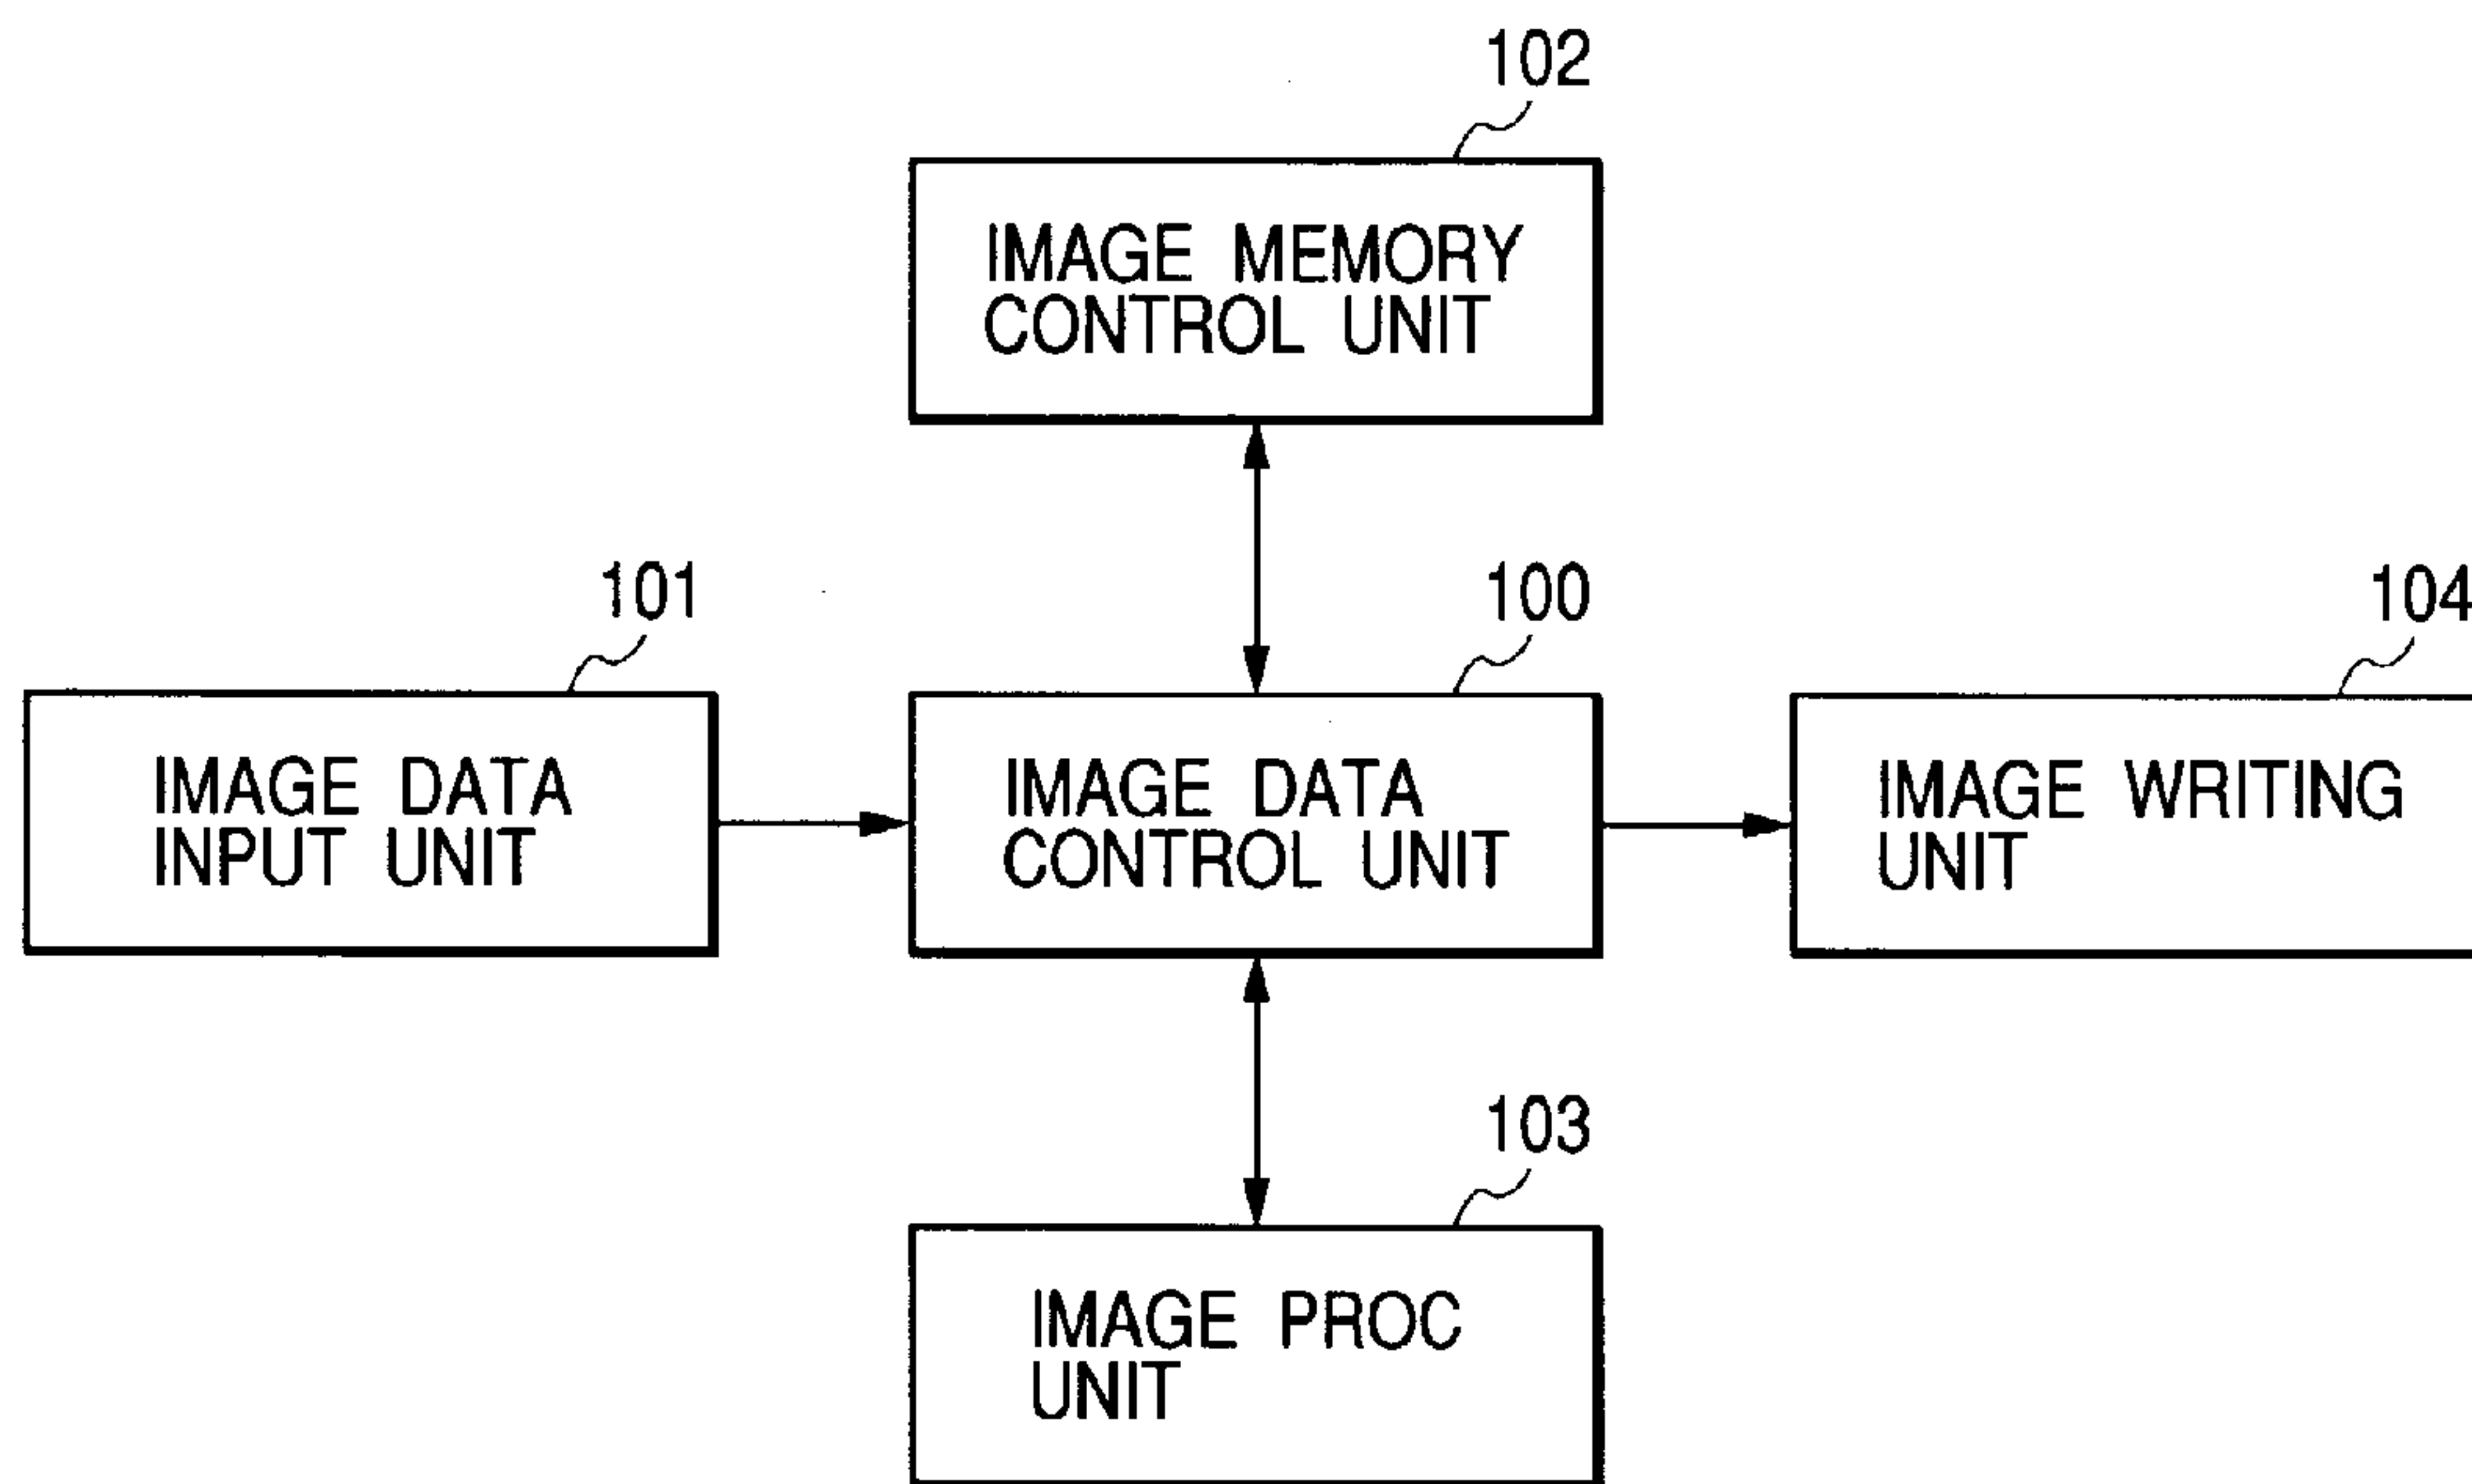 102
IMAGE MEMORY
CONTROL UNIT
101
100
104
IMAGE DATA
INPUT UNIT
IMAGE DATA
CONTROL UNIT
IMAGE WRITING
UNIT
103
IMAGE PROC
UNIT